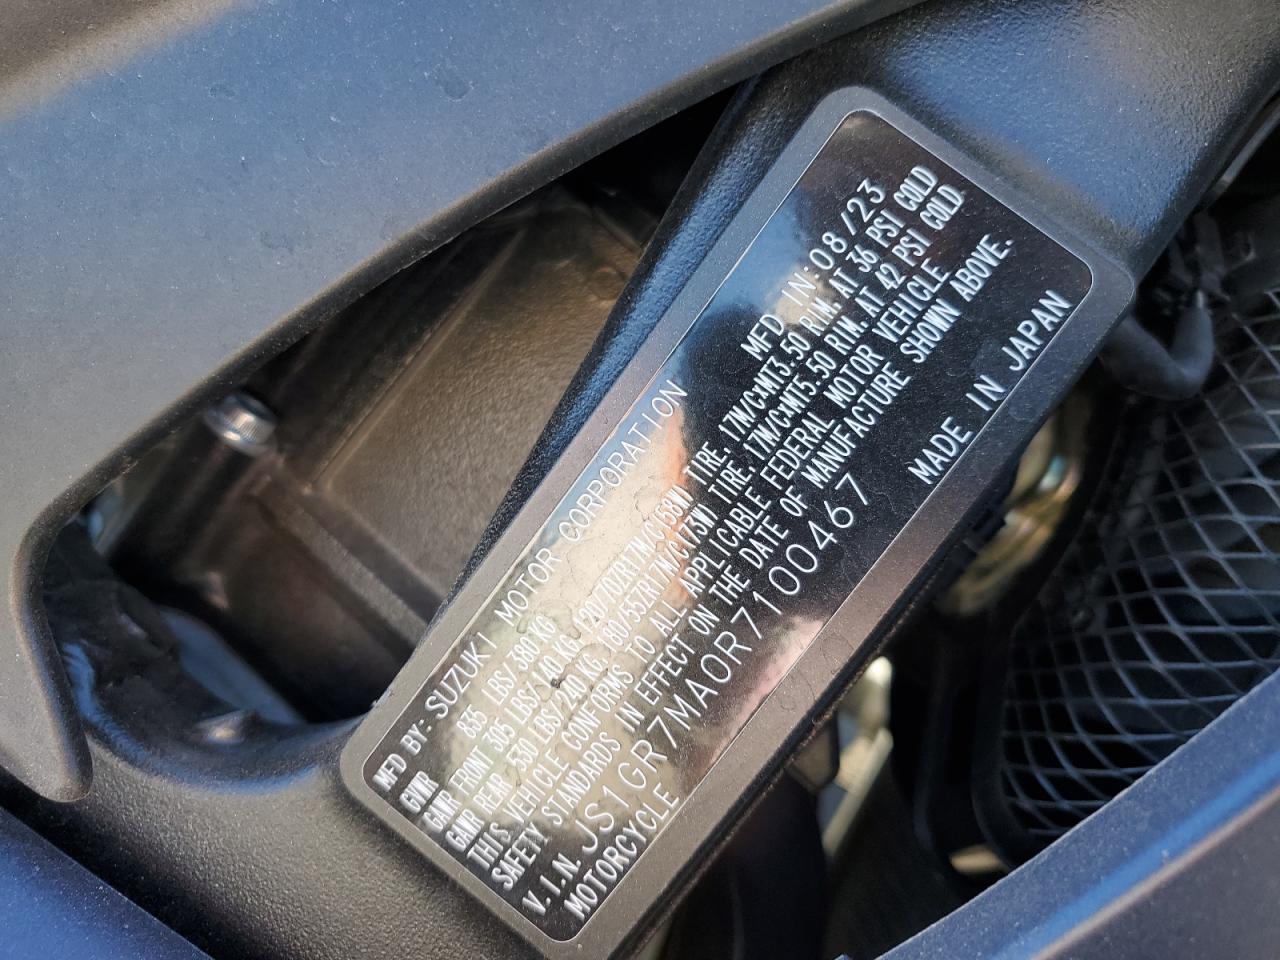 MFD BY: SUZUKI MOTOR CORPORATION MFD IN:08/23
GVWR 835 LBS/380 KG
GAWR FRONT 305 LBS/140 KG, 120/70ZR17M/C(58W) TIRE, 17M/C×MT3.50 RIM, AT 36 PSI COLD
GAWR REAR 530 LBS/240 KG, 180/55ZR17M/C(73W) TIRE, 17M/C×MT5.50 RIM, AT 42 PSI COLD
THIS VEHICLE CONFORMS TO ALL APPLICABLE FEDERAL MOTOR VEHICLE
SAFETY STANDARDS IN EFFECT ON THE DATE OF MANUFACTURE SHOWN ABOVE.
V.I.N. JS1GR7MA0R7100467
MOTORCYCLE MADE IN JAPAN